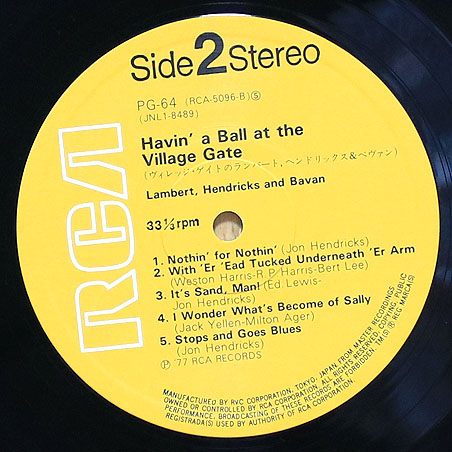 Side 2 Stereo
PG-64 (RCA-5096-B)Ⓢ
(JNL1-8489)
Havin' a Ball at the
Village Gate
(ヴィレッジ・ゲイトのランバート, ヘンドリックス&ベヴァン)
Lambert, Hendricks and Bavan
33⅓rpm
RCA
1. Nothin' for Nothin' (Jon Hendricks)
2. With 'Er 'Ead Tucked Underneath 'Er Arm
(Weston Harris-R P Harris-Bert Lee)
3. It's Sand, Man! (Ed. Lewis-
Jon Hendricks)
4. I Wonder What's Become of Sally
(Jack Yellen-Milton Ager)
5. Stops and Goes Blues
(Jon Hendricks)
Ⓟ '77 RCA RECORDS
MANUFACTURED BY RVC CORPORATION, TOKYO, JAPAN FROM MASTER RECORDINGS
OWNED OR CONTROLLED BY RCA CORPORATION. ALL RIGHTS RESERVED, COPYING, PUBLIC
PERFORMANCE, BROADCASTING OF THESE RECORDS ARE FORBIDDEN. TM(S) ® REG MARCA(S)
REGISTRADA(S) USED BY AUTHORITY OF RCA CORPORATION.